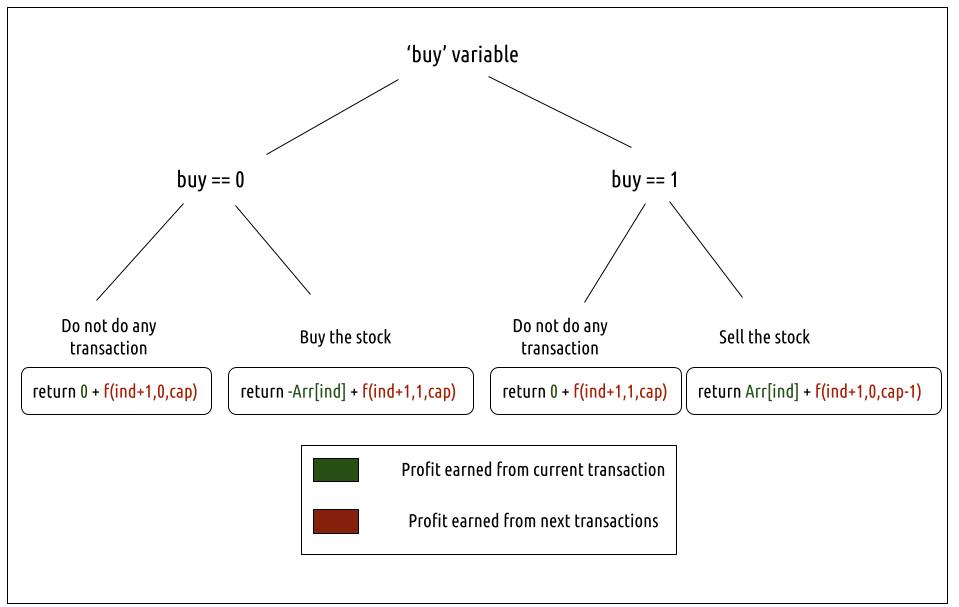 ‘buy’ variable
buy == 0
buy == 1
Do not do any
transaction
Buy the stock
Do not do any
transaction
Sell the stock
return 0 + f(ind+1,0,cap)
return -Arr[ind] + f(ind+1,1,cap)
return 0 + f(ind+1,1,cap)
return Arr[ind] + f(ind+1,0,cap-1)
Profit earned from current transaction
Profit earned from next transactions